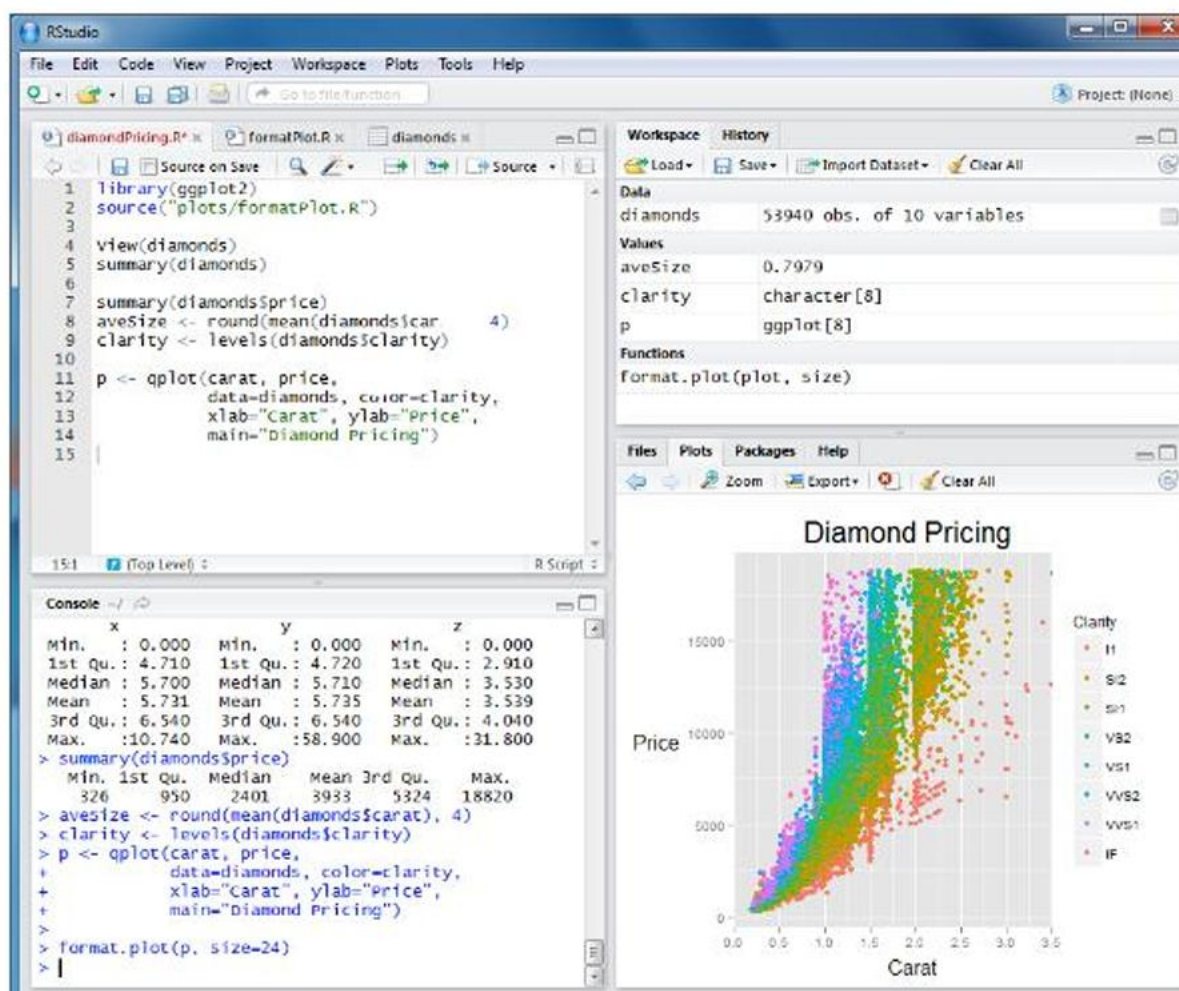 RStudio
File Edit Code View Project Workspace Plots Tools Help
Go to file/function
Project: (None)
diamondPricing.R* formatPlot.R diamonds
Source on Save Source
1 library(ggplot2)
2 source("plots/formatPlot.R")
3
4 View(diamonds)
5 summary(diamonds)
6
7 summary(diamonds$price)
8 aveSize <- round(mean(diamonds$car 4)
9 clarity <- levels(diamonds$clarity)
10
11 p <- qplot(carat, price,
12 data=diamonds, color=clarity,
13 xlab="Carat", ylab="Price",
14 main="Diamond Pricing")
15
15:1 (Top Level) R Script
Console ~/
x y z
Min. : 0.000 Min. : 0.000 Min. : 0.000
1st Qu.: 4.710 1st Qu.: 4.720 1st Qu.: 2.910
Median : 5.700 Median : 5.710 Median : 3.530
Mean : 5.731 Mean : 5.735 Mean : 3.539
3rd Qu.: 6.540 3rd Qu.: 6.540 3rd Qu.: 4.040
Max. :10.740 Max. :58.900 Max. :31.800
> summary(diamonds$price)
Min. 1st Qu. Median Mean 3rd Qu. Max.
326 950 2401 3933 5324 18820
> aveSize <- round(mean(diamonds$carat), 4)
> clarity <- levels(diamonds$clarity)
> p <- qplot(carat, price,
+ data=diamonds, color=clarity,
+ xlab="Carat", ylab="Price",
+ main="Diamond Pricing")
>
> format.plot(p, size=24)
>
Workspace History
Load Save Import Dataset Clear All
Data
diamonds 53940 obs. of 10 variables
Values
aveSize 0.7979
clarity character[8]
p ggplot[8]
Functions
format.plot(plot, size)
Files Plots Packages Help
Zoom Export Clear All
Diamond Pricing
Price
15000
10000
5000
0
0.0 0.5 1.0 1.5 2.0 2.5 3.0 3.5
Carat
Clarity
I1
SI2
SI1
VS2
VS1
VVS2
VVS1
IF